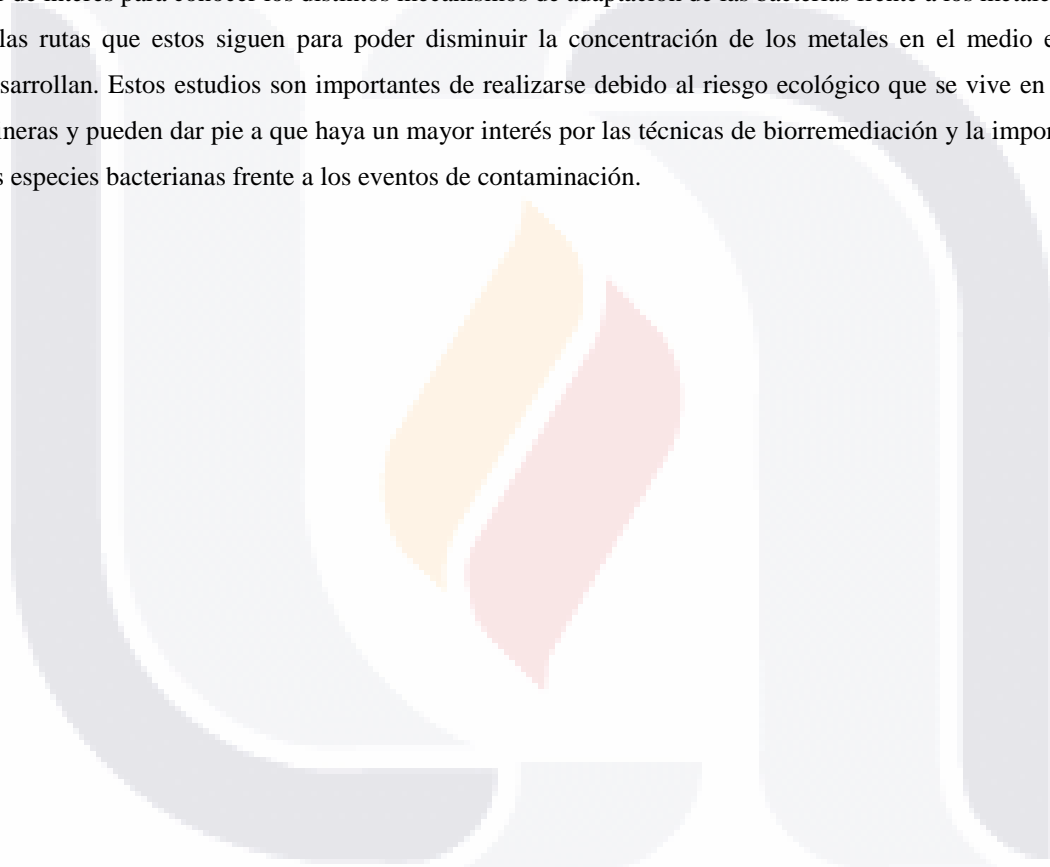 de interés para conocer los distintos mecanismos de adaptación de las bacterias frente a los metales
las rutas que estos siguen para poder disminuir la concentración de los metales en el medio e
sarrollan. Estos estudios son importantes de realizarse debido al riesgo ecológico que se vive en
ineras y pueden dar pie a que haya un mayor interés por las técnicas de biorremediación y la impor
s especies bacterianas frente a los eventos de contaminación.